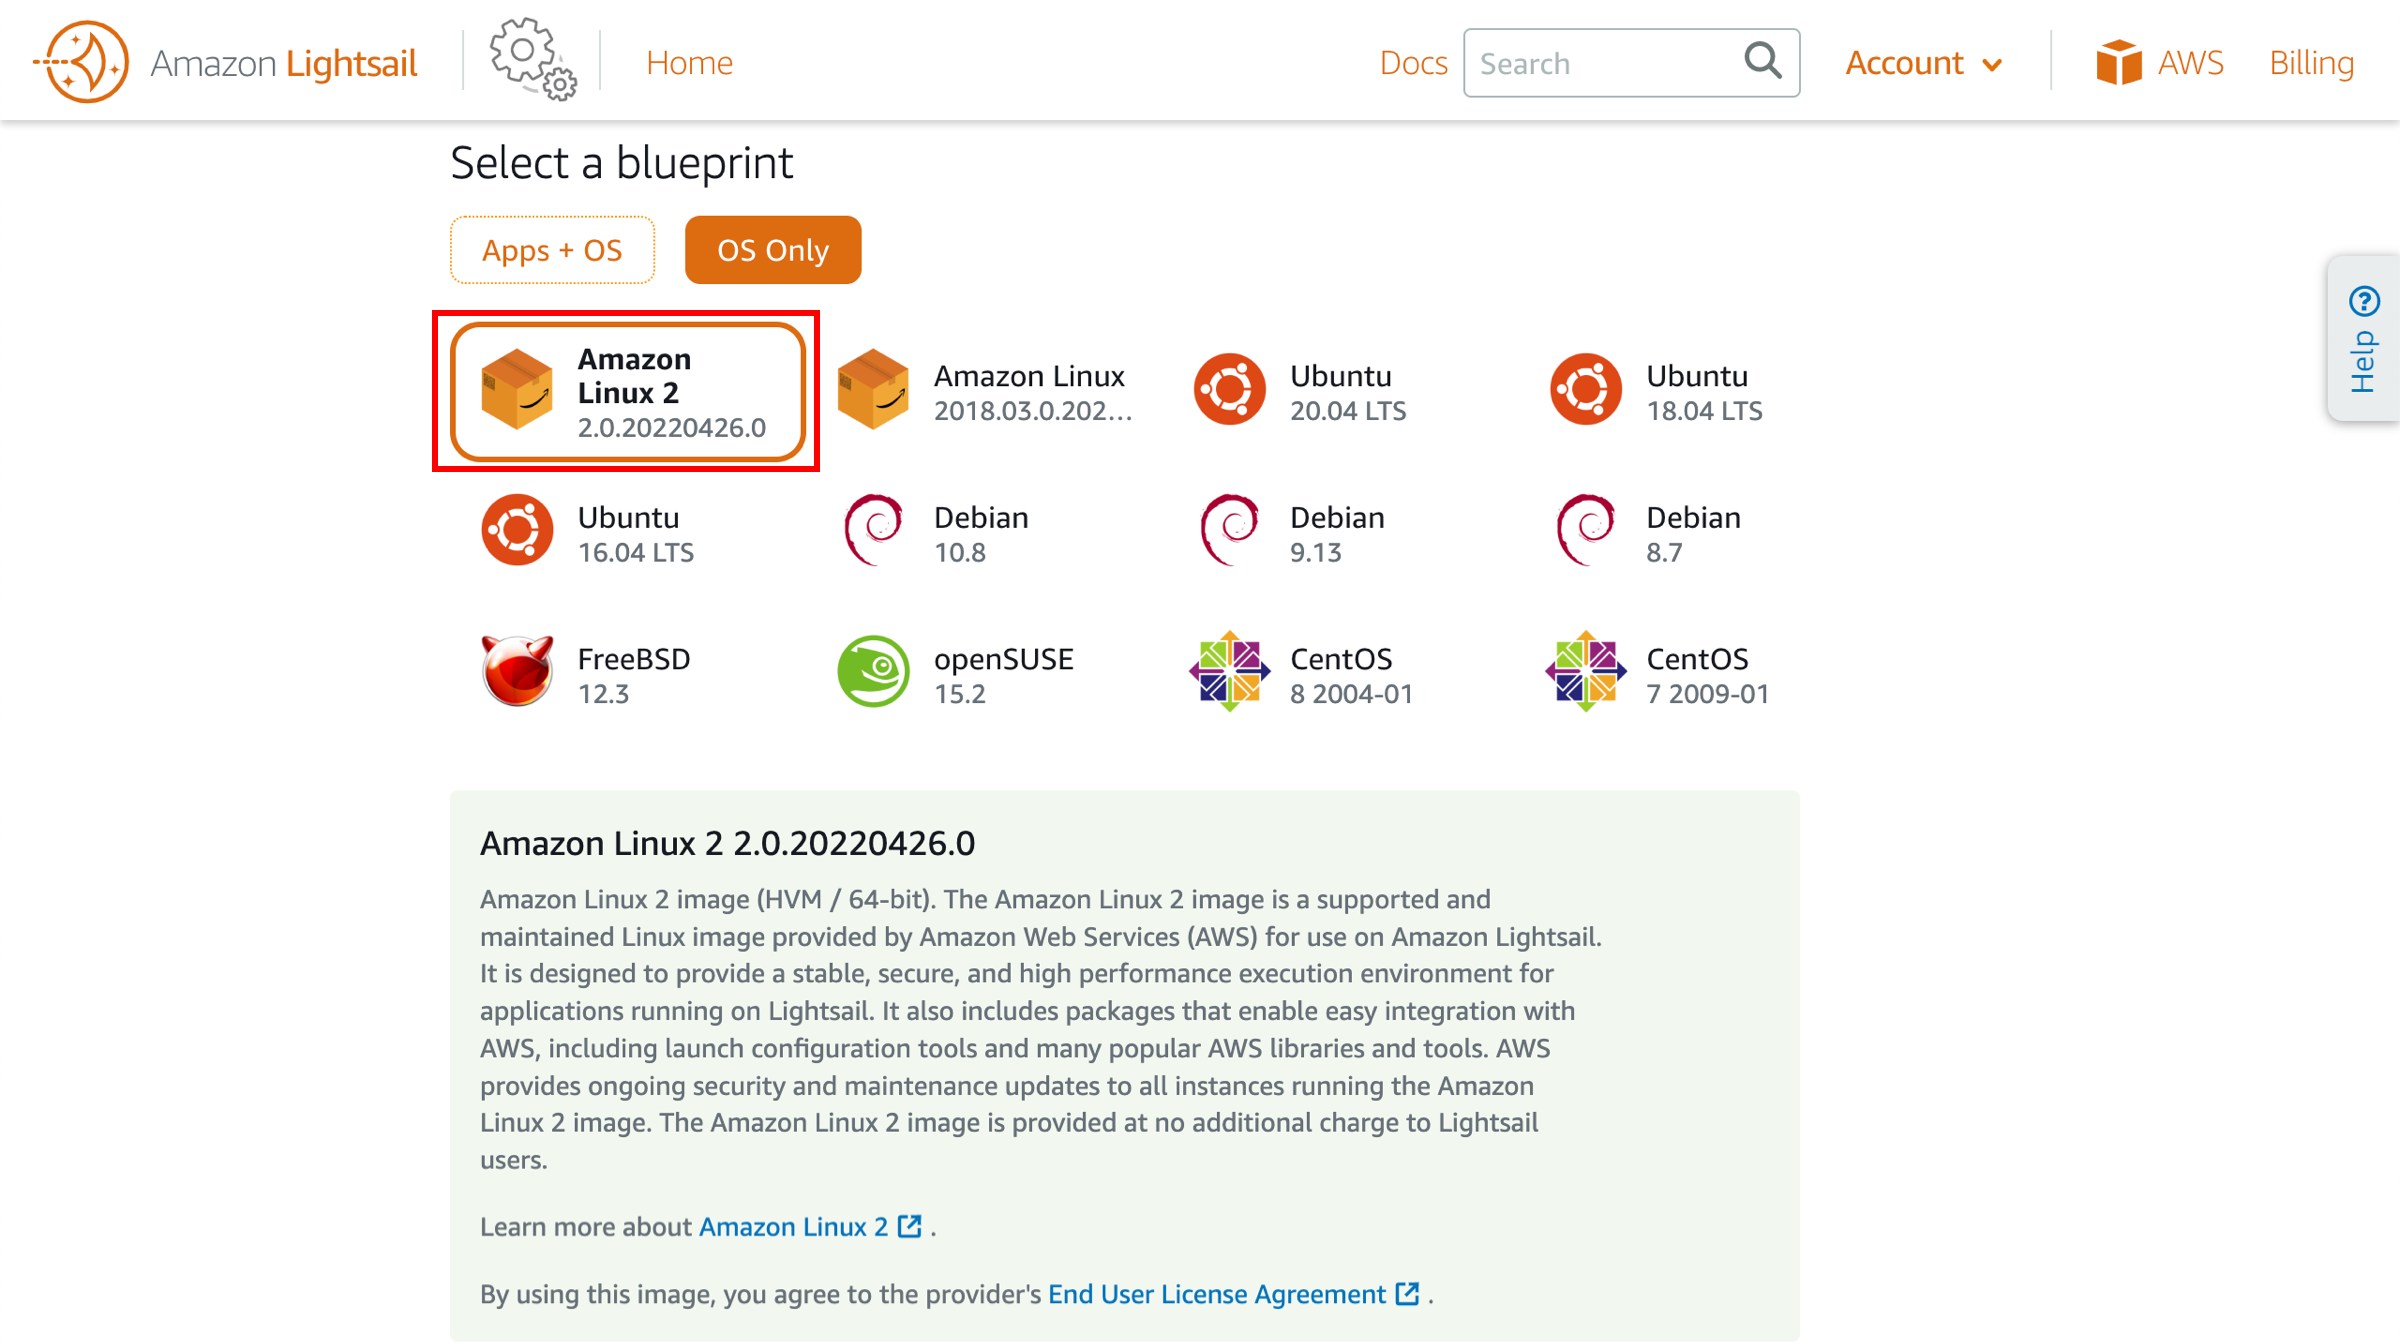 Amazon Lightsail
Home
Docs
Search
Account
AWS
Billing
Select a blueprint
Apps + OS
OS Only
Help
Amazon
Linux 2
2.0.20220426.0
Amazon Linux
2018.03.0.202...
Ubuntu
20.04 LTS
Ubuntu
18.04 LTS
Ubuntu
16.04 LTS
Debian
10.8
Debian
9.13
Debian
8.7
FreeBSD
12.3
openSUSE
15.2
CentOS
8 2004-01
CentOS
7 2009-01
Amazon Linux 2 2.0.20220426.0
Amazon Linux 2 image (HVM / 64-bit). The Amazon Linux 2 image is a supported and
maintained Linux image provided by Amazon Web Services (AWS) for use on Amazon Lightsail.
It is designed to provide a stable, secure, and high performance execution environment for
applications running on Lightsail. It also includes packages that enable easy integration with
AWS, including launch configuration tools and many popular AWS libraries and tools. AWS
provides ongoing security and maintenance updates to all instances running the Amazon
Linux 2 image. The Amazon Linux 2 image is provided at no additional charge to Lightsail
users.
Learn more about Amazon Linux 2 .
By using this image, you agree to the provider's End User License Agreement .